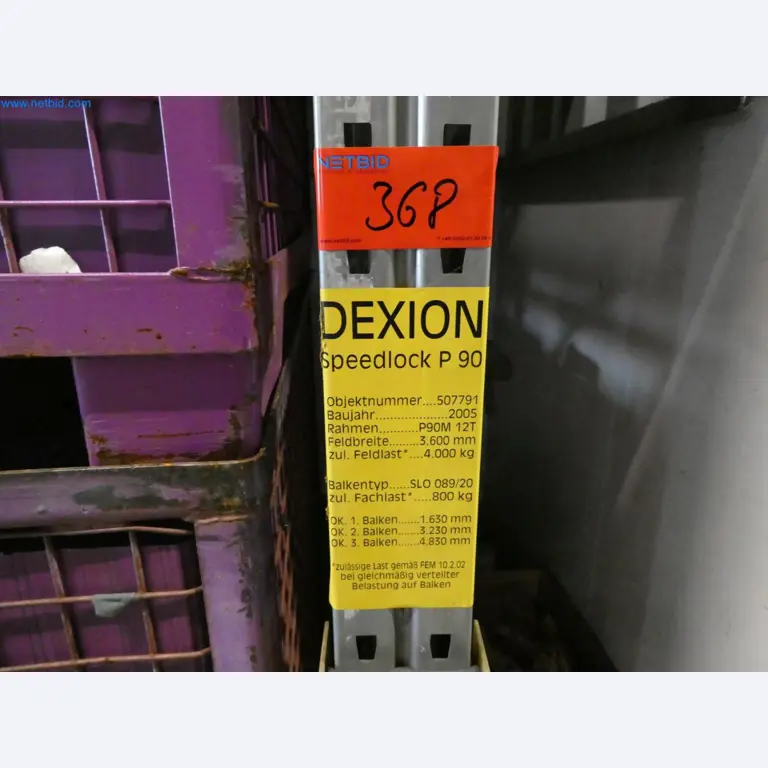 www.netbid.com
NETBID
368
www.netbid.com
DEXION
Speedlock P 90
Objektnummer....507791
Baujahr....................2005
Rahmen...........P90M 12T
Feldbreite.........3.600 mm
zul. Feldlast*....4.000 kg
Balkentyp......SLO 089/20
zul. Fachlast*.....800 kg
OK. 1. Balken.......1.630 mm
OK. 2. Balken.......3.230 mm
OK. 3. Balken.......4.830 mm
*zulässige Last gemäß FEM 10.2.02
bei gleichmäßig verteilter
Belastung auf Balken